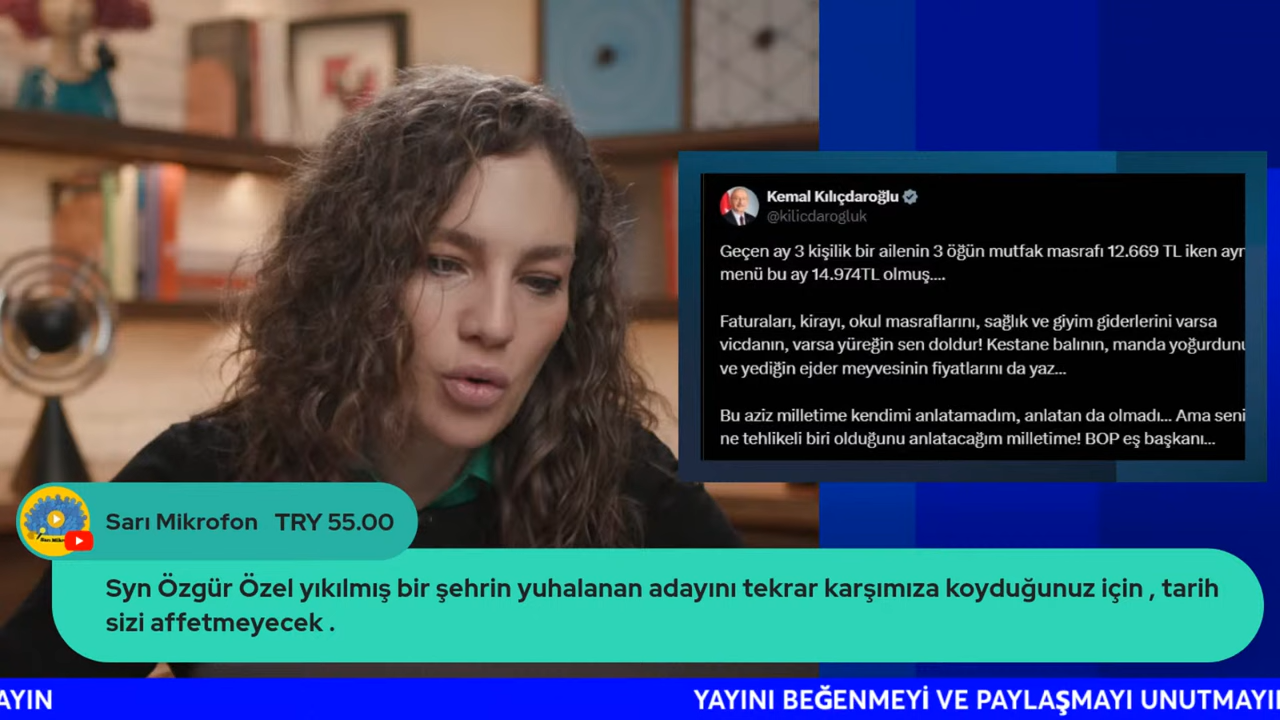 Kemal Kılıçdaroğlu
@kilicdarogluk
Geçen ay 3 kişilik bir ailenin 3 öğün mutfak masrafı 12.669 TL iken ayr
menü bu ay 14.974TL olmuş....
Faturaları, kirayı, okul masraflarını, sağlık ve giyim giderlerini varsa
vicdanın, varsa yüreğin sen doldur! Kestane balının, manda yoğurdunu
ve yediğin ejder meyvesinin fiyatlarını da yaz...
Bu aziz milletime kendimi anlatamadım, anlatan da olmadı... Ama seni
ne tehlikeli biri olduğunu anlatacağım milletime! BOP eş başkanı...
Sarı Mikrofon TRY 55.00
Syn Özgür Özel yıkılmış bir şehrin yuhalanan adayını tekrar karşımıza koyduğunuz için , tarih
sizi affetmeyecek .
AYIN YAYINI BEĞENMEYİ VE PAYLAŞMAYI UNUTMAYI